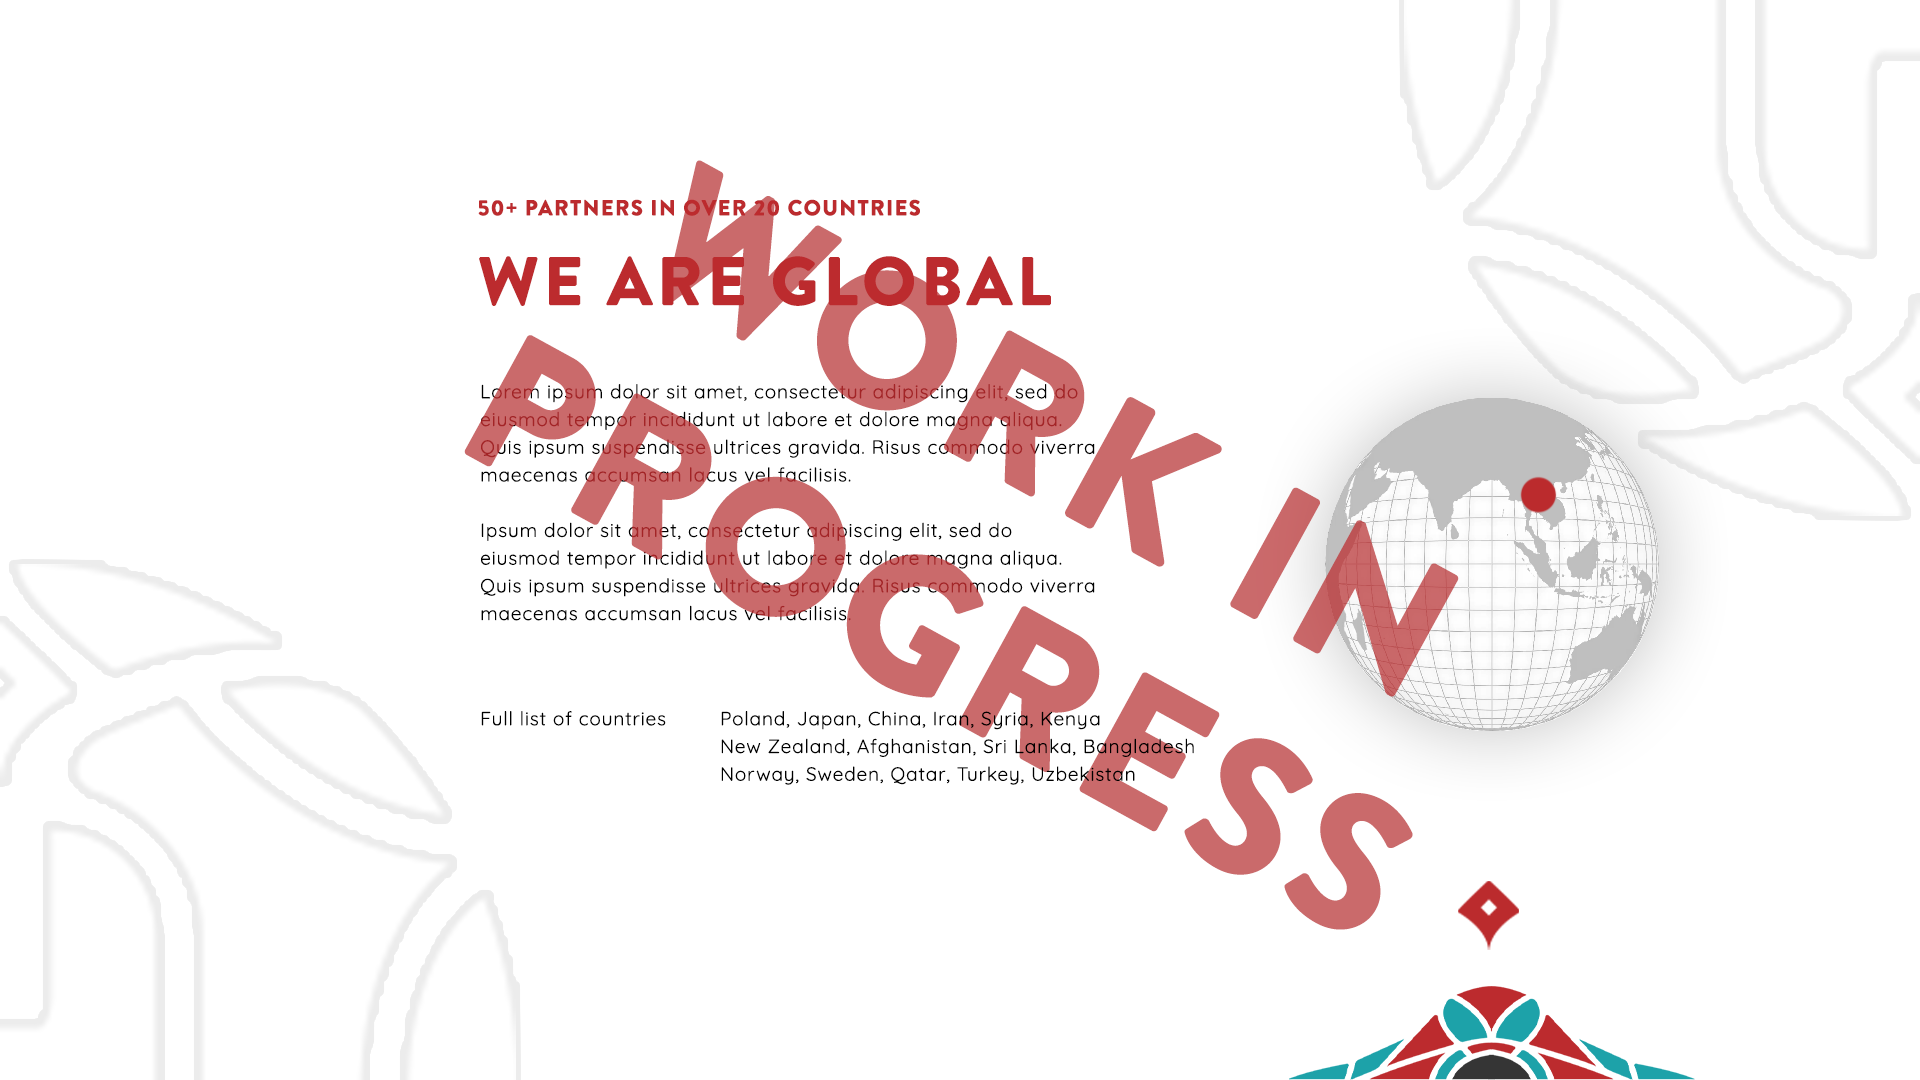 50+ PARTNERS IN OVER 20 COUNTRIES
WE ARE GLOBAL
WORK IN
PROGRESS
Lorem ipsum dolor sit amet, consectetur adipiscing elit, sed do
eiusmod tempor incididunt ut labore et dolore magna aliqua.
Quis ipsum suspendisse ultrices gravida. Risus commodo viverra
maecenas accumsan lacus vel facilisis.
Ipsum dolor sit amet, consectetur adipiscing elit, sed do
eiusmod tempor incididunt ut labore et dolore magna aliqua.
Quis ipsum suspendisse ultrices gravida. Risus commodo viverra
maecenas accumsan lacus vel facilisis.
Full list of countries
Poland, Japan, China, Iran, Syria, Kenya
New Zealand, Afghanistan, Sri Lanka, Bangladesh
Norway, Sweden, Qatar, Turkey, Uzbekistan